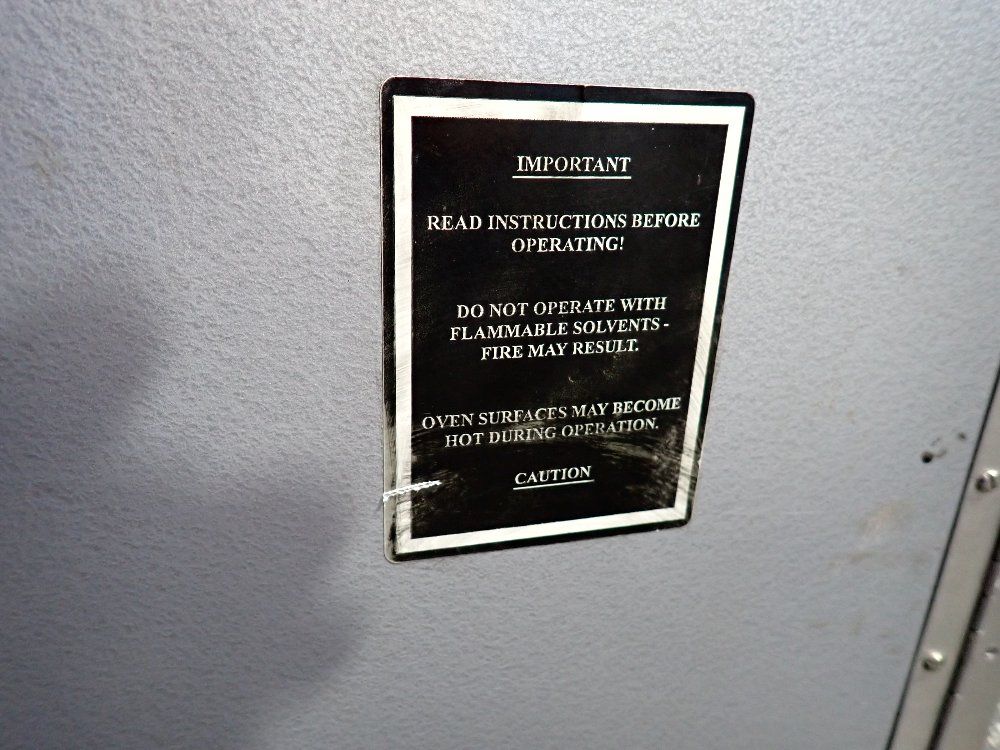 IMPORTANT
READ INSTRUCTIONS BEFORE
OPERATING!
DO NOT OPERATE WITH
FLAMMABLE SOLVENTS -
FIRE MAY RESULT.
OVEN SURFACES MAY BECOME
HOT DURING OPERATION.
CAUTION